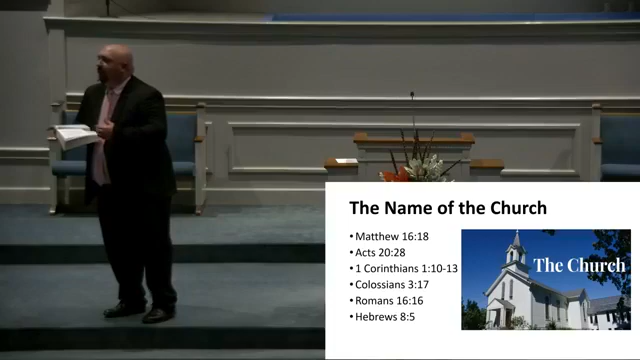 The Name of the Church
• Matthew 16:18
• Acts 20:28
• 1 Corinthians 1:10-13
• Colossians 3:17
• Romans 16:16
• Hebrews 8:5
The Church